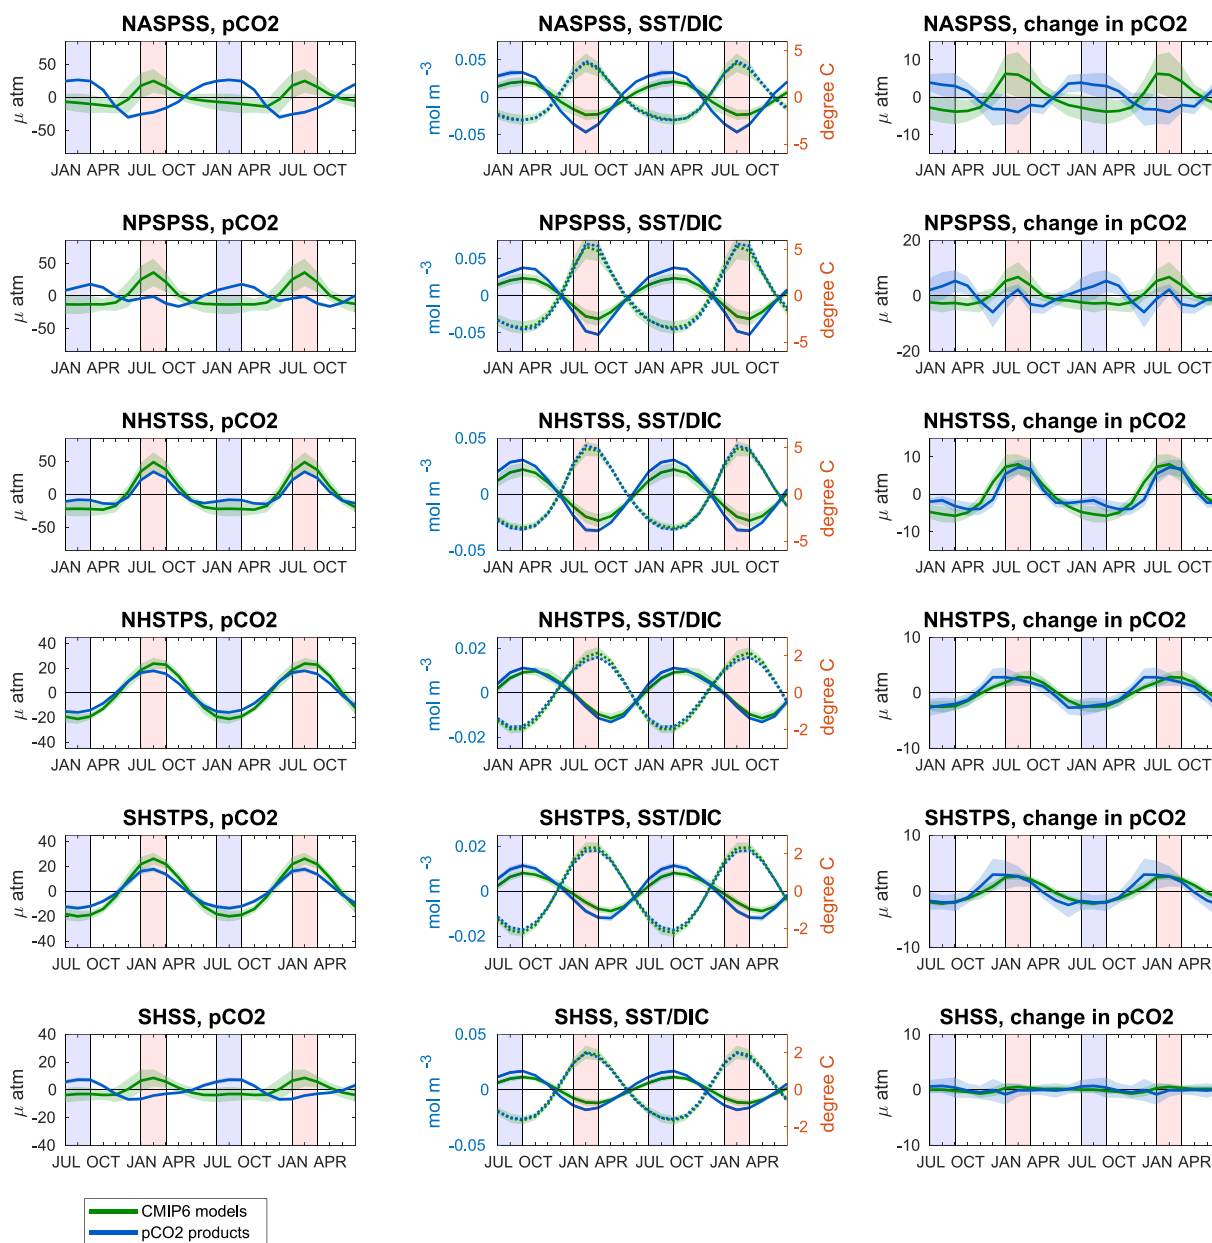 NASPSS, pCO2
NASPSS, SST/DIC
NASPSS, change in pCO2
μ atm
50
0
-50
JAN APR JUL OCT JAN APR JUL OCT
mol m -3
0.05
0
-0.05
5
0
-5
degree C
JAN APR JUL OCT JAN APR JUL OCT
μ atm
10
0
-10
JAN APR JUL OCT JAN APR JUL OCT
NPSPSS, pCO2
NPSPSS, SST/DIC
NPSPSS, change in pCO2
μ atm
50
0
-50
JAN APR JUL OCT JAN APR JUL OCT
mol m -3
0.05
0
-0.05
5
0
-5
degree C
JAN APR JUL OCT JAN APR JUL OCT
μ atm
20
0
-20
JAN APR JUL OCT JAN APR JUL OCT
NHSTSS, pCO2
NHSTSS, SST/DIC
NHSTSS, change in pCO2
μ atm
50
0
-50
JAN APR JUL OCT JAN APR JUL OCT
mol m -3
0.05
0
-0.05
5
0
-5
degree C
JAN APR JUL OCT JAN APR JUL OCT
μ atm
10
0
-10
JAN APR JUL OCT JAN APR JUL OCT
NHSTPS, pCO2
NHSTPS, SST/DIC
NHSTPS, change in pCO2
μ atm
40
20
0
-20
-40
JAN APR JUL OCT JAN APR JUL OCT
mol m -3
0.02
0
-0.02
2
0
-2
degree C
JAN APR JUL OCT JAN APR JUL OCT
μ atm
10
0
-10
JAN APR JUL OCT JAN APR JUL OCT
SHSTPS, pCO2
SHSTPS, SST/DIC
SHSTPS, change in pCO2
μ atm
40
20
0
-20
-40
JUL OCT JAN APR JUL OCT JAN APR
mol m -3
0.02
0
-0.02
2
0
-2
degree C
JUL OCT JAN APR JUL OCT JAN APR
μ atm
10
0
-10
JUL OCT JAN APR JUL OCT JAN APR
SHSS, pCO2
SHSS, SST/DIC
SHSS, change in pCO2
μ atm
40
20
0
-20
-40
JUL OCT JAN APR JUL OCT JAN APR
mol m -3
0.05
0
-0.05
2
0
-2
degree C
JUL OCT JAN APR JUL OCT JAN APR
μ atm
10
0
-10
JUL OCT JAN APR JUL OCT JAN APR
CMIP6 models
pCO2 products